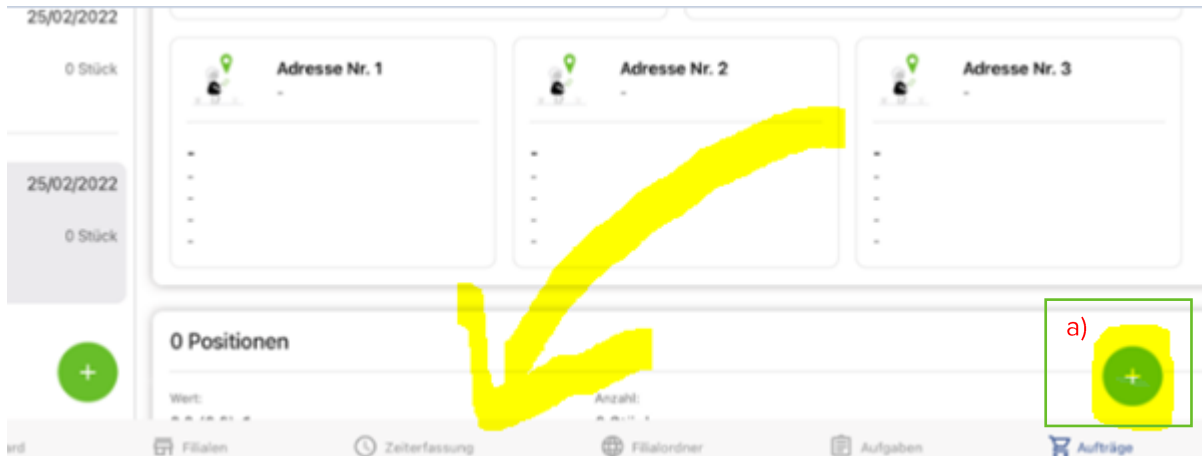 25/02/2022
0 Stück
Adresse Nr. 1
-
-
-
-
-
-
Adresse Nr. 2
-
-
-
-
-
-
Adresse Nr. 3
-
-
-
-
-
-
25/02/2022
0 Stück
0 Positionen
a)
+
+
Wert:
Anzahl:
ard
Filialen
Zeiterfassung
Filialordner
Aufgaben
Aufträge